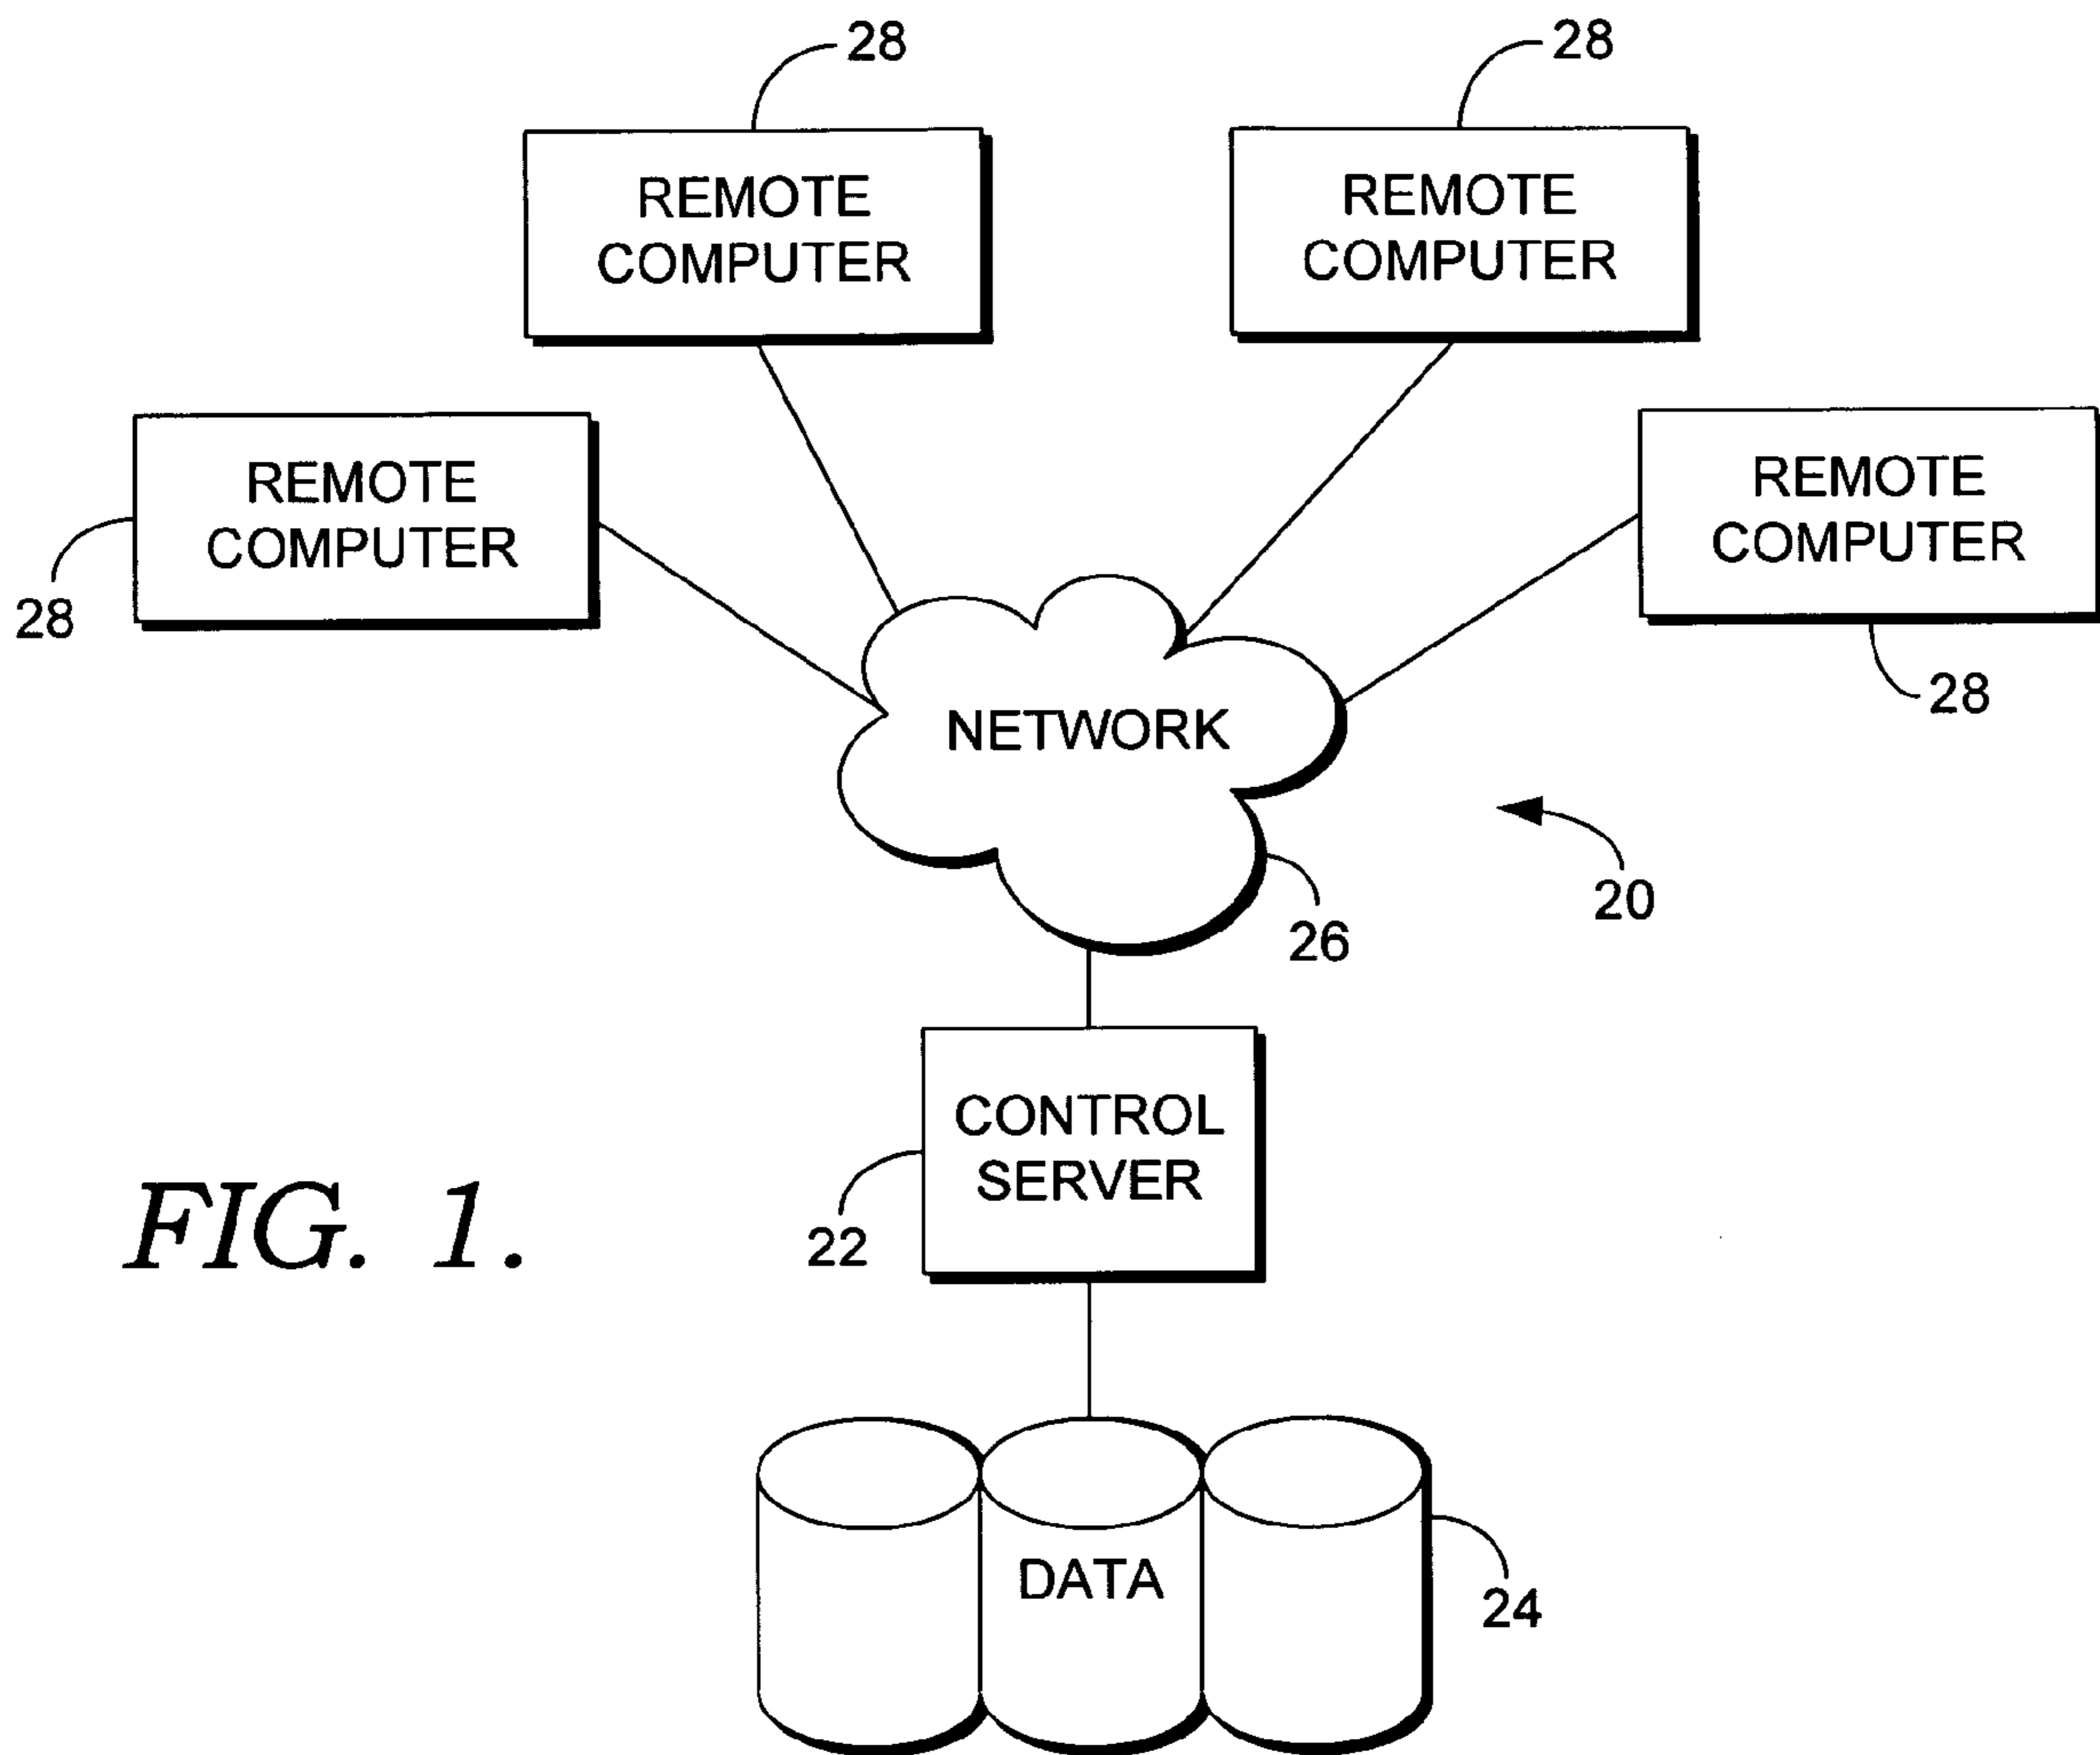 28
28
REMOTE
COMPUTER
REMOTE
COMPUTER
REMOTE
COMPUTER
REMOTE
COMPUTER
28
28
NETWORK
20
26
CONTROL
SERVER
22
FIG. 1.
DATA
24